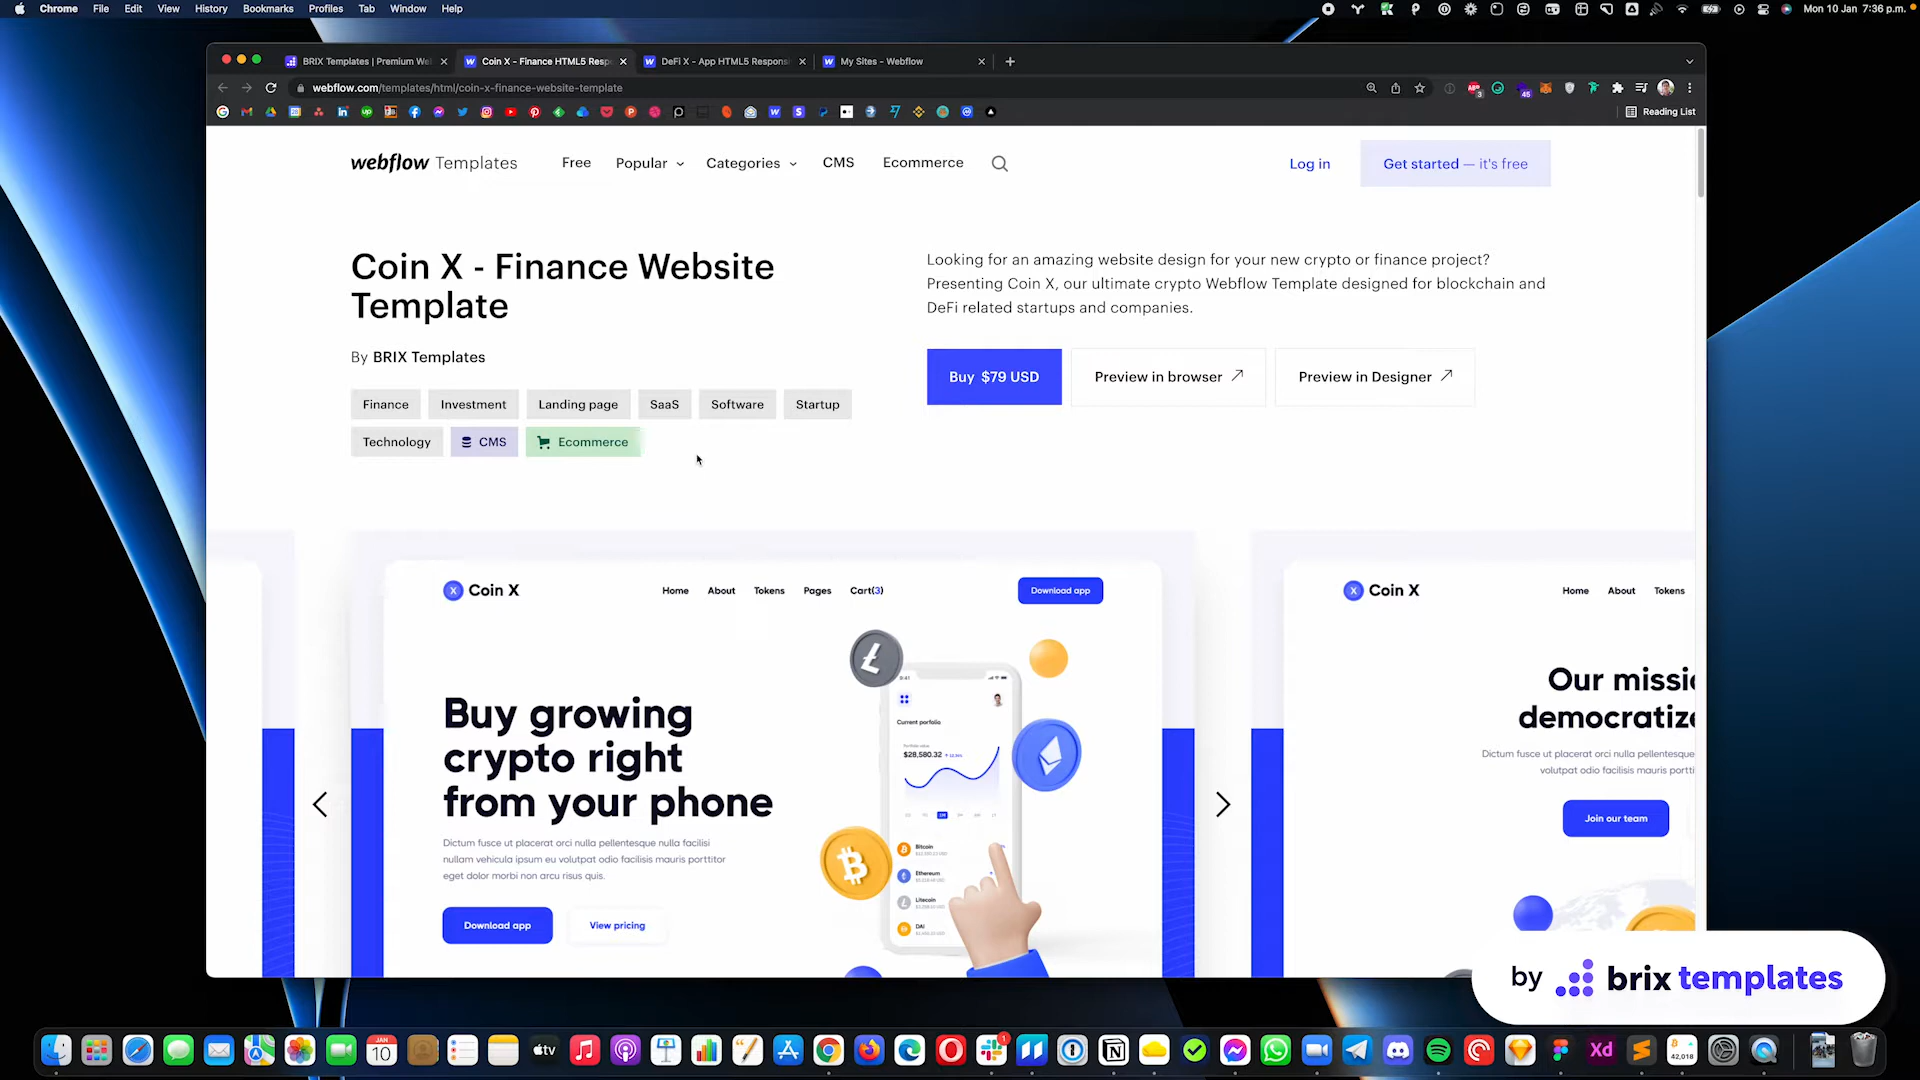 Chrome File Edit View History Bookmarks Profiles Tab Window Help
Mon 10 Jan 7:36 p.m.
BRIX Templates | Premium We
Coin X - Finance HTML5 Resp
DeFi X - App HTML5 Respons
My Sites - Webflow
webflow.com/templates/html/coin-x-finance-website-template
Reading List
webflow Templates
Free Popular Categories CMS Ecommerce
Log in
Get started — it's free
Coin X - Finance Website
Template
By BRIX Templates
Finance Investment Landing page SaaS Software Startup
Technology CMS Ecommerce
Looking for an amazing website design for your new crypto or finance project?
Presenting Coin X, our ultimate crypto Webflow Template designed for blockchain and
DeFi related startups and companies.
Buy $79 USD
Preview in browser
Preview in Designer
Coin X
Home About Tokens Pages Cart(3)
Download app
Buy growing
crypto right
from your phone
Dictum fusce ut placerat orci nulla pellentesque nulla facilisi
nullam vehicula ipsum eu volutpat odio facilisis mauris porttitor
eget dolor morbi non arcu risus quis.
Download app
View pricing
9:41
Current porfolio
Portfolio value
$28,580.32
Bitcoin
Ethereum
Litecoin
DAI
Coin X
Home About Tokens
Our missi
democratiz
Dictum fusce ut placerat orci nulla pellentesque
volutpat odio facilisis mauris porttit
Join our team
by brix templates
JAN
10
tv
Xd
42,018